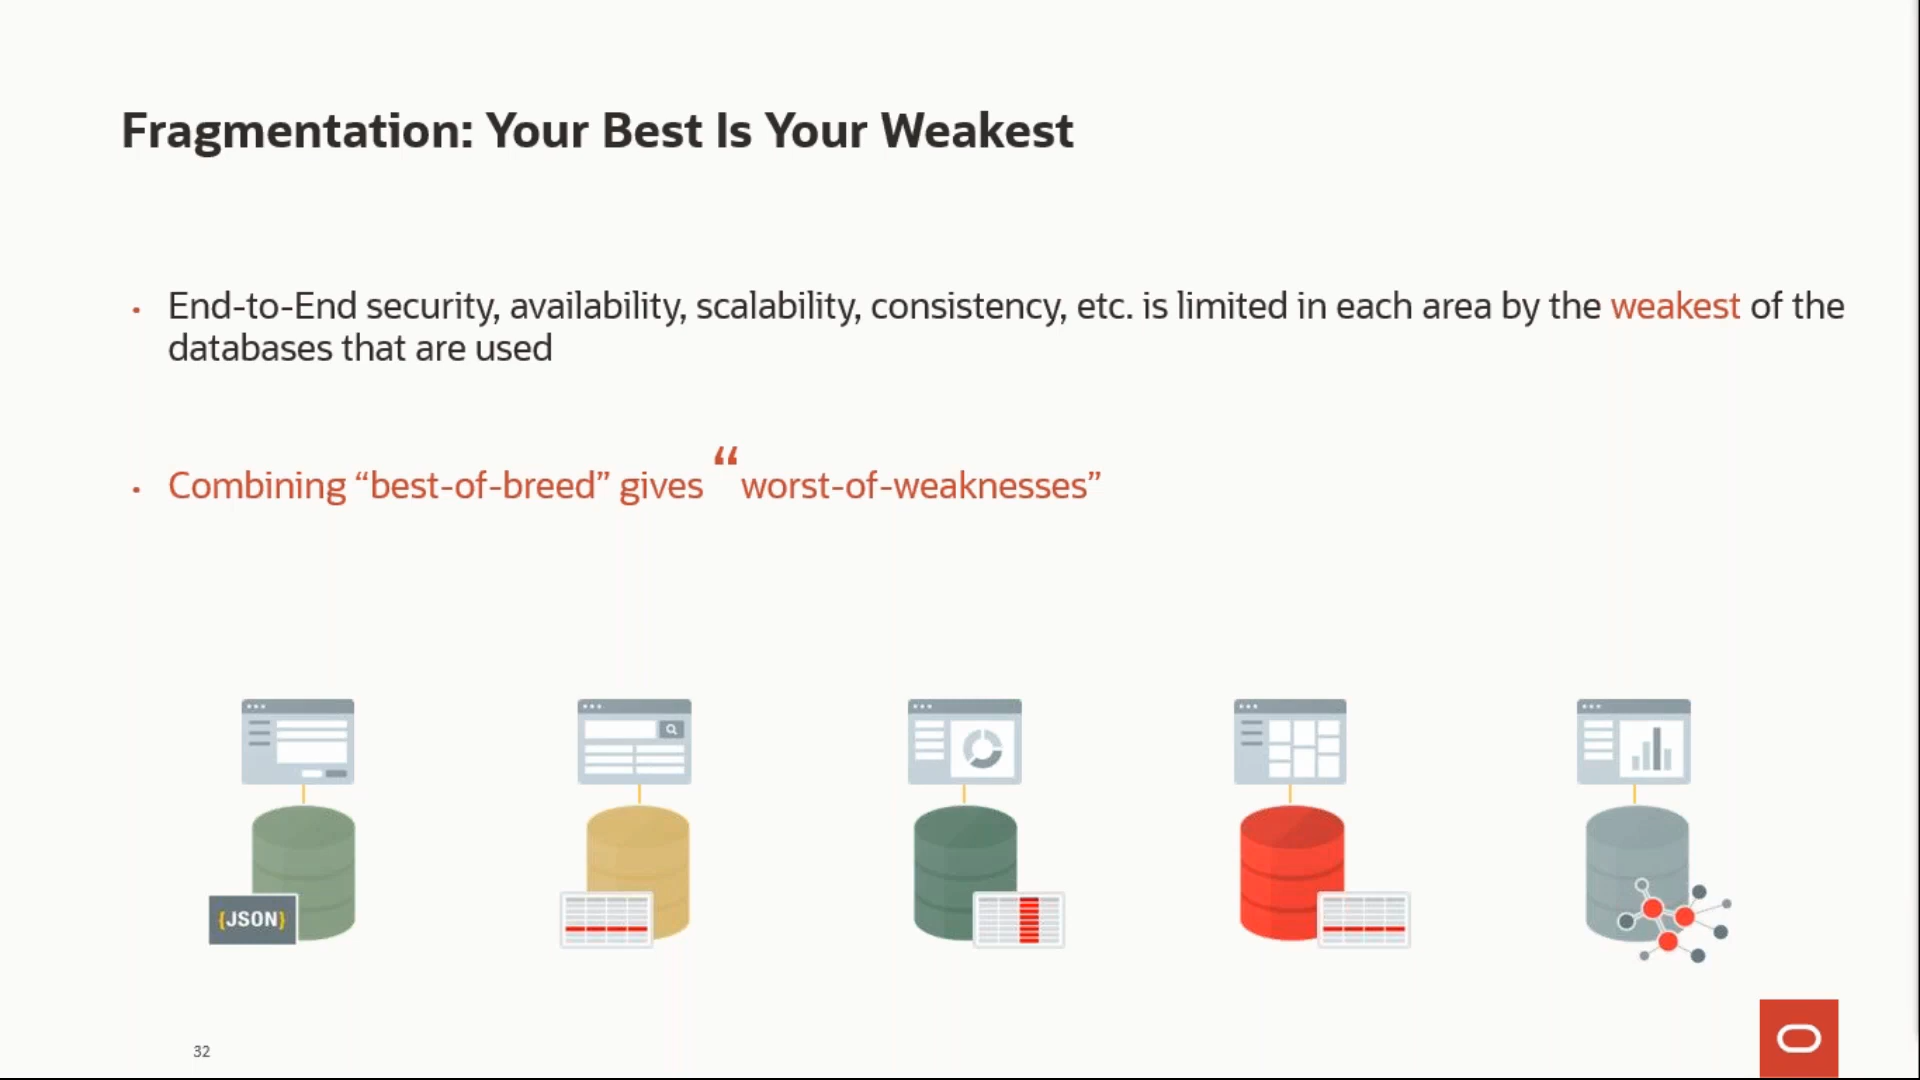 Fragmentation: Your Best Is Your Weakest
• End-to-End security, availability, scalability, consistency, etc. is limited in each area by the weakest of the
databases that are used
• Combining “best-of-breed” gives “worst-of-weaknesses”
{JSON}
32